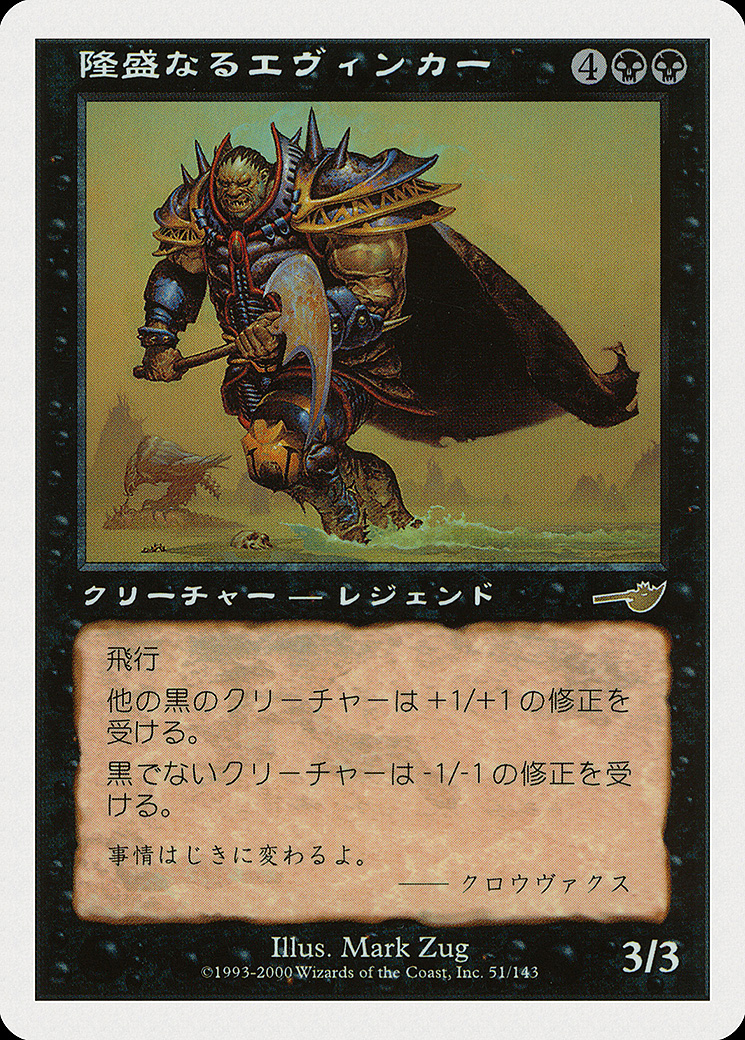 隆盛なるエヴィンカー 4
クリーチャー — レジェンド
飛行
他の黒のクリーチャーは +1/+1 の修正を
受ける。
黒でないクリーチャーは -1/-1 の修正を受
ける。
事情はじきに変わるよ。
—— クロウヴァクス
Illus. Mark Zug
©1993-2000 Wizards of the Coast, Inc. 51/143
3/3